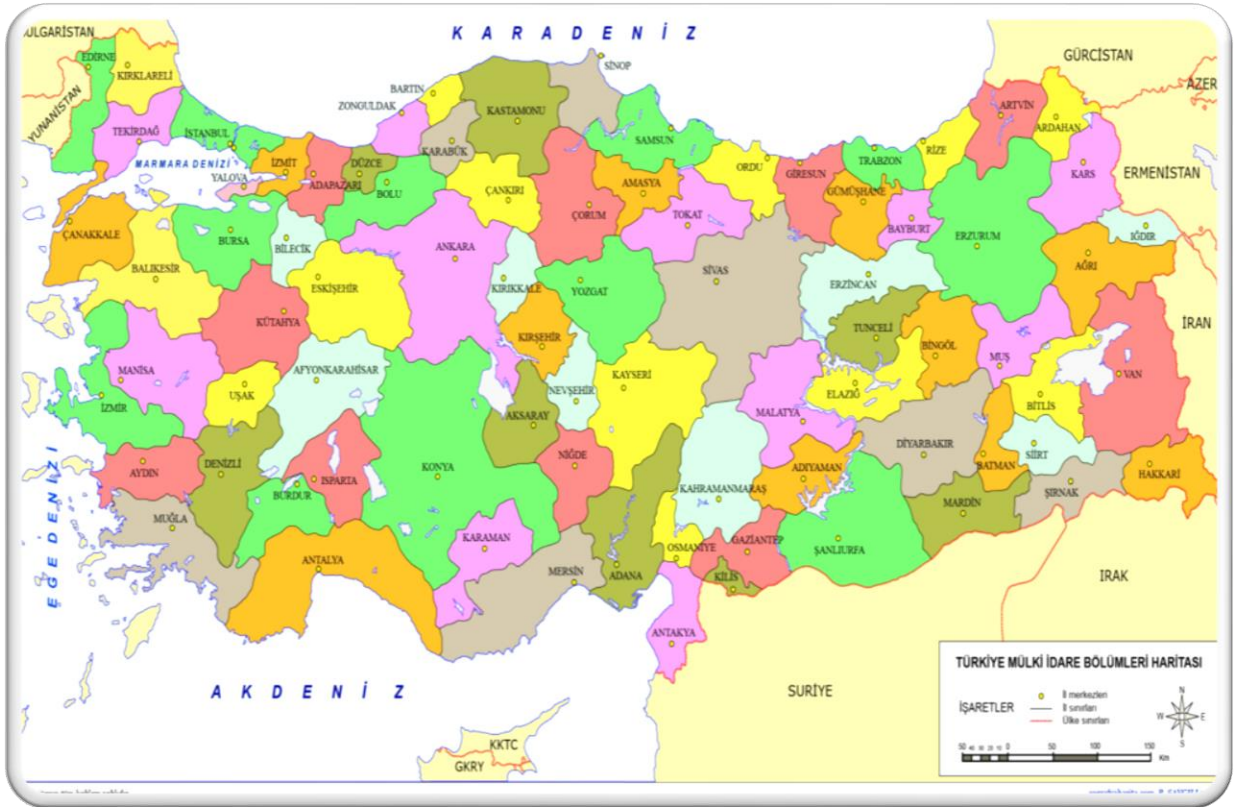 KARADENİZ
GÜRCİSTAN
EDİRNE
KIRKLARELİ
SİNOP
AZER
YUNANİSTAN
BARTIN
ZONGULDAK
KASTAMONU
ARTVİN
ARDAHAN
TEKİRDAĞ
İSTANBUL
KARABÜK
SAMSUN
TRABZON
RİZE
KARS
ERMENİSTAN
MARMARA DENİZİ
YALOVA
İZMİT
ADAPAZARI
DÜZCE
BOLU
ÇANKIRI
AMASYA
ORDU
GİRESUN
GÜMÜŞHANE
ÇORUM
TOKAT
BAYBURT
ÇANAKKALE
BURSA
BİLECİK
ANKARA
ERZURUM
IĞDIR
BALIKESİR
ESKİŞEHİR
KIRIKKALE
YOZGAT
SİVAS
ERZİNCAN
AĞRI
KÜTAHYA
KIRŞEHİR
TUNCELİ
BİNGÖL
MUŞ
İRAN
MANİSA
AFYONKARAHİSAR
UŞAK
NEVŞEHİR
KAYSERİ
ELAZIĞ
BİTLİS
VAN
İZMİR
AKSARAY
MALATYA
DİYARBAKIR
SİİRT
BATMAN
AYDIN
DENİZLİ
BURDUR
ISPARTA
KONYA
NİĞDE
ADIYAMAN
HAKKARİ
KAHRAMANMARAŞ
ŞIRNAK
MARDİN
MUĞLA
KARAMAN
GAZİANTEP
OSMANİYE
ŞANLIURFA
ANTALYA
MERSİN
ADANA
KİLİS
EGE DENİZİ
IRAK
ANTAKYA
AKDENİZ
SURİYE
KKTC
GKRY
TÜRKİYE MÜLKİ İDARE BÖLÜMLERİ HARİTASI
İŞARETLER
İl merkezleri
İl sınırları
Ülke sınırları
N
W E
S
50 40 30 20 10 0 50 100 150
Km